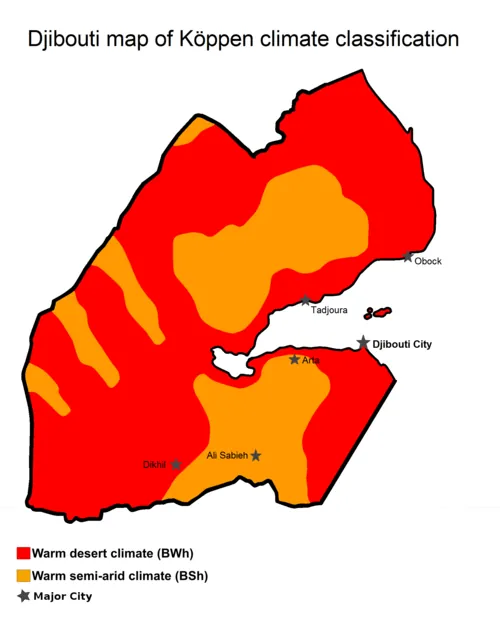 Djibouti map of Köppen climate classification
Obock
Tadjoura
Djibouti City
Arta
Ali Sabieh
Dikhil
Warm desert climate (BWh)
Warm semi-arid climate (BSh)
Major City